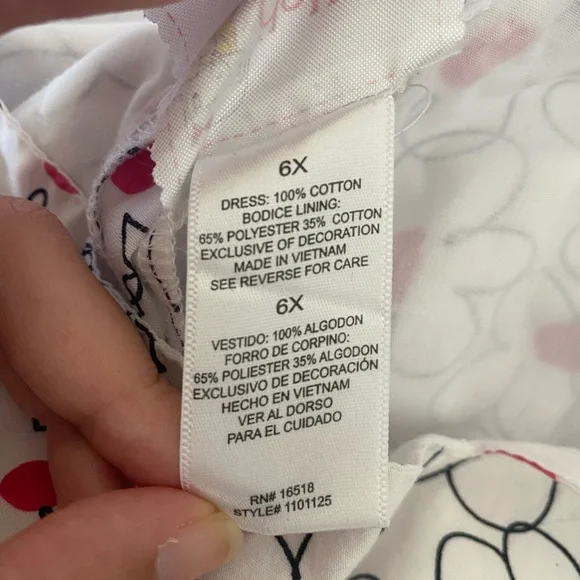 6X
DRESS: 100% COTTON
BODICE LINING:
65% POLYESTER 35% COTTON
EXCLUSIVE OF DECORATION
MADE IN VIETNAM
SEE REVERSE FOR CARE
6X
VESTIDO: 100% ALGODON
FORRO DE CORPINO:
65% POLIESTER 35% ALGODON
EXCLUSIVO DE DECORACIÓN
HECHO EN VIETNAM
VER AL DORSO
PARA EL CUIDADO
RN# 16518
STYLE# 1101125